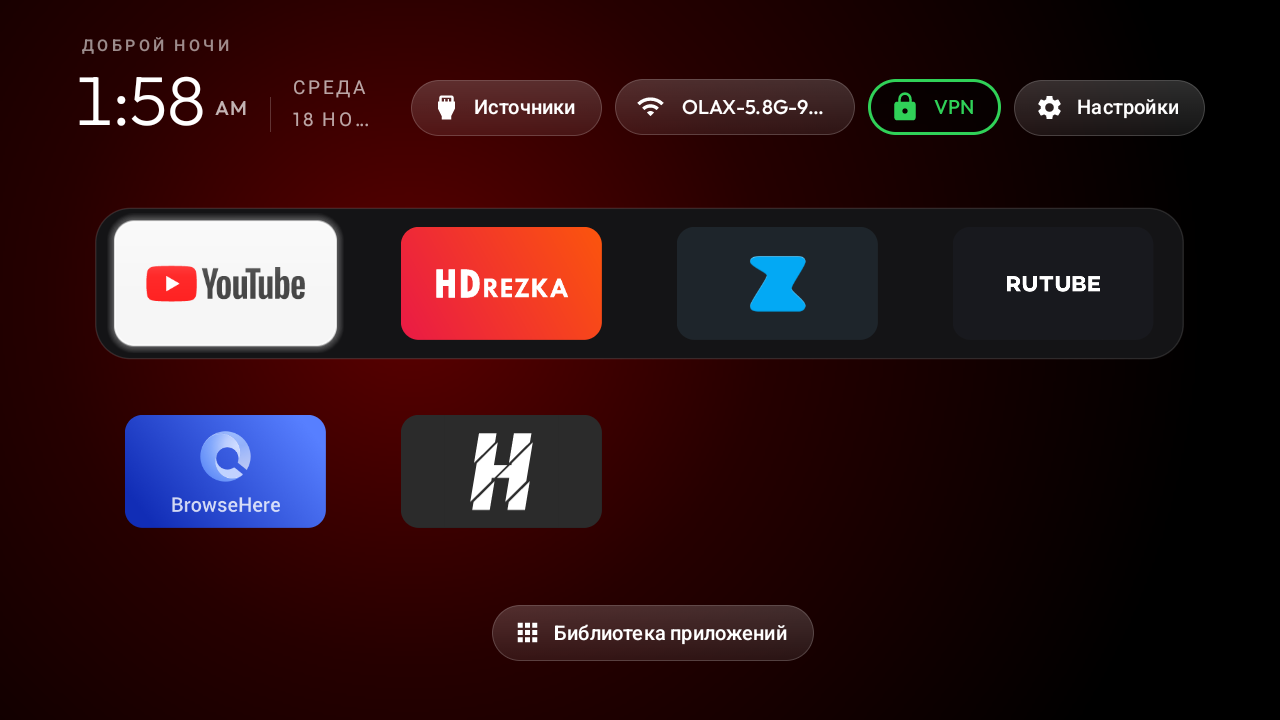 ДОБРОЙ НОЧИ
1:58 AM
СРЕДА
18 НО...
Источники
OLAX-5.8G-9...
VPN
Настройки
YouTube
HDREZKA
RUTUBE
BrowseHere
Библиотека приложений